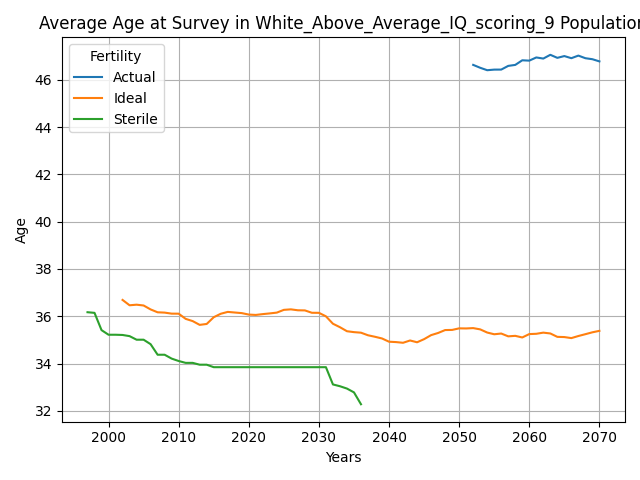 Average Age at Survey in White_Above_Average_IQ_scoring_9 Population
Fertility
Actual
Ideal
Sterile
46
44
42
40
38
36
34
32
Age
2000 2010 2020 2030 2040 2050 2060 2070
Years